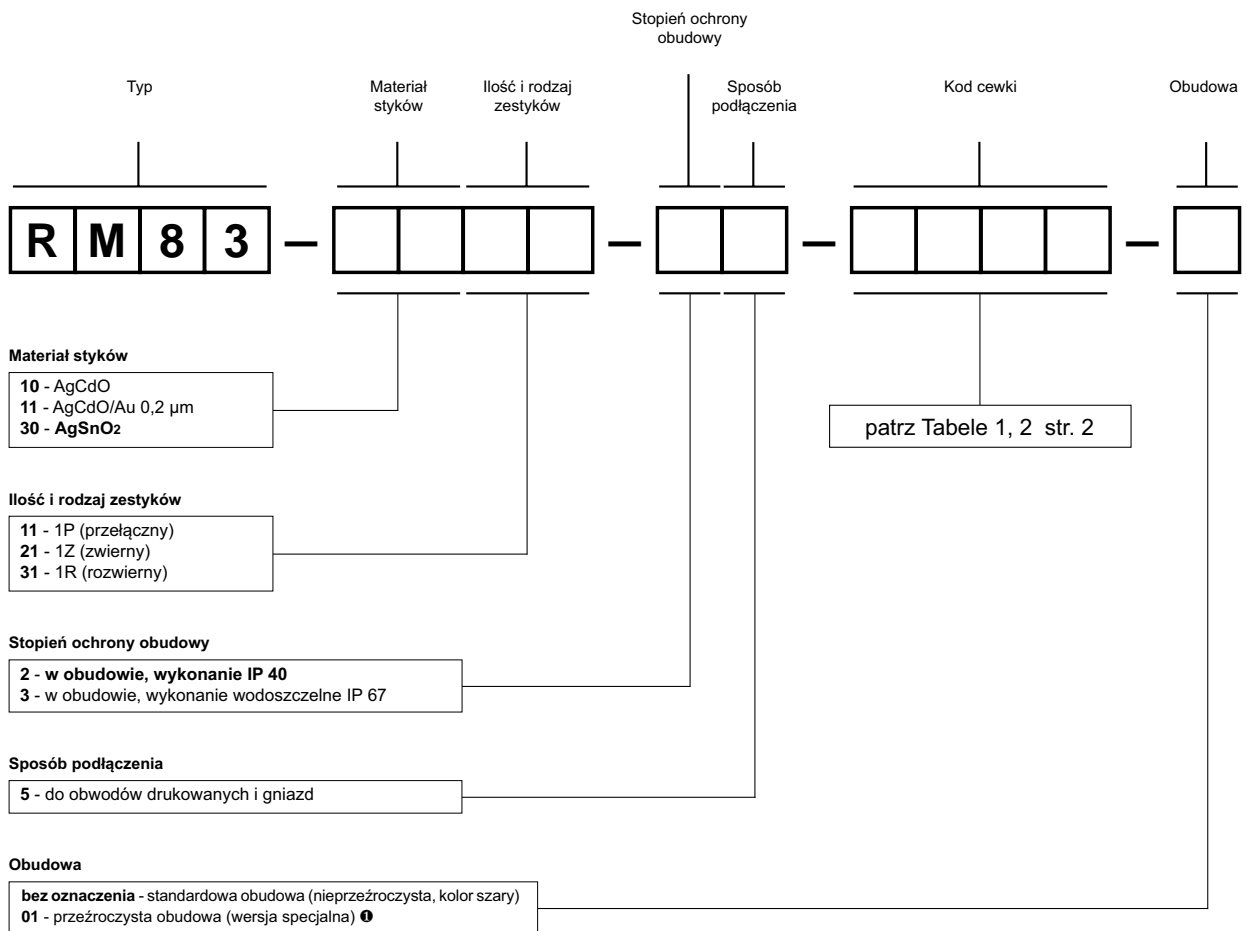 Stopień ochrony
obudowy
Typ
Materiał
styków
Ilość i rodzaj
zestyków
Sposób
podłączenia
Kod cewki
Obudowa
R M 8 3 – – – –
Materiał styków
10 - AgCdO
11 - AgCdO/Au 0,2 µm
30 - AgSnO2
patrz Tabele 1, 2 str. 2
Ilość i rodzaj zestyków
11 - 1P (przełączny)
21 - 1Z (zwierny)
31 - 1R (rozwierny)
Stopień ochrony obudowy
2 - w obudowie, wykonanie IP 40
3 - w obudowie, wykonanie wodoszczelne IP 67
Sposób podłączenia
5 - do obwodów drukowanych i gniazd
Obudowa
bez oznaczenia - standardowa obudowa (nieprzeźroczysta, kolor szary)
01 - przeźroczysta obudowa (wersja specjalna) ❶